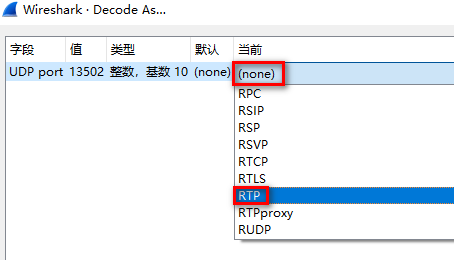 Wireshark · Decode As...
字段 值 类型 默认 当前
UDP port 13502 整数，基数 10 (none) (none)
RPC
RSIP
RSP
RSVP
RTCP
RTLS
RTP
RTPproxy
RUDP